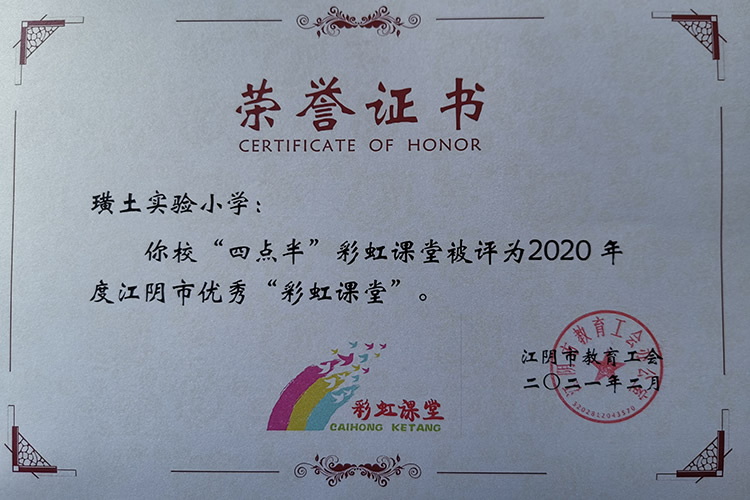 荣誉证书
CERTIFICATE OF HONOR
璜土实验小学：
你校“四点半”彩虹课堂被评为2020 年
度江阴市优秀“彩虹课堂”。
江阴市教育工会
二〇二一年二月
彩虹课堂
CAIHONG KETANG
3202812043570